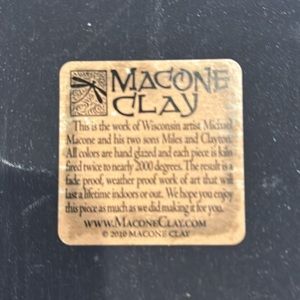 MACONE
CLAY
This is the work of Wisconsin artist Michael
Macone and his two sons Miles and Clayton.
All colors are hand glazed and each piece is kiln
fired twice to nearly 2000 degrees. The result is a
fade proof, weather proof work of art that will
last a lifetime indoors or out. We hope you enjoy
this piece as much as we did making it for you.
WWW.MACONECLAY.COM
© 2010 MACONE CLAY